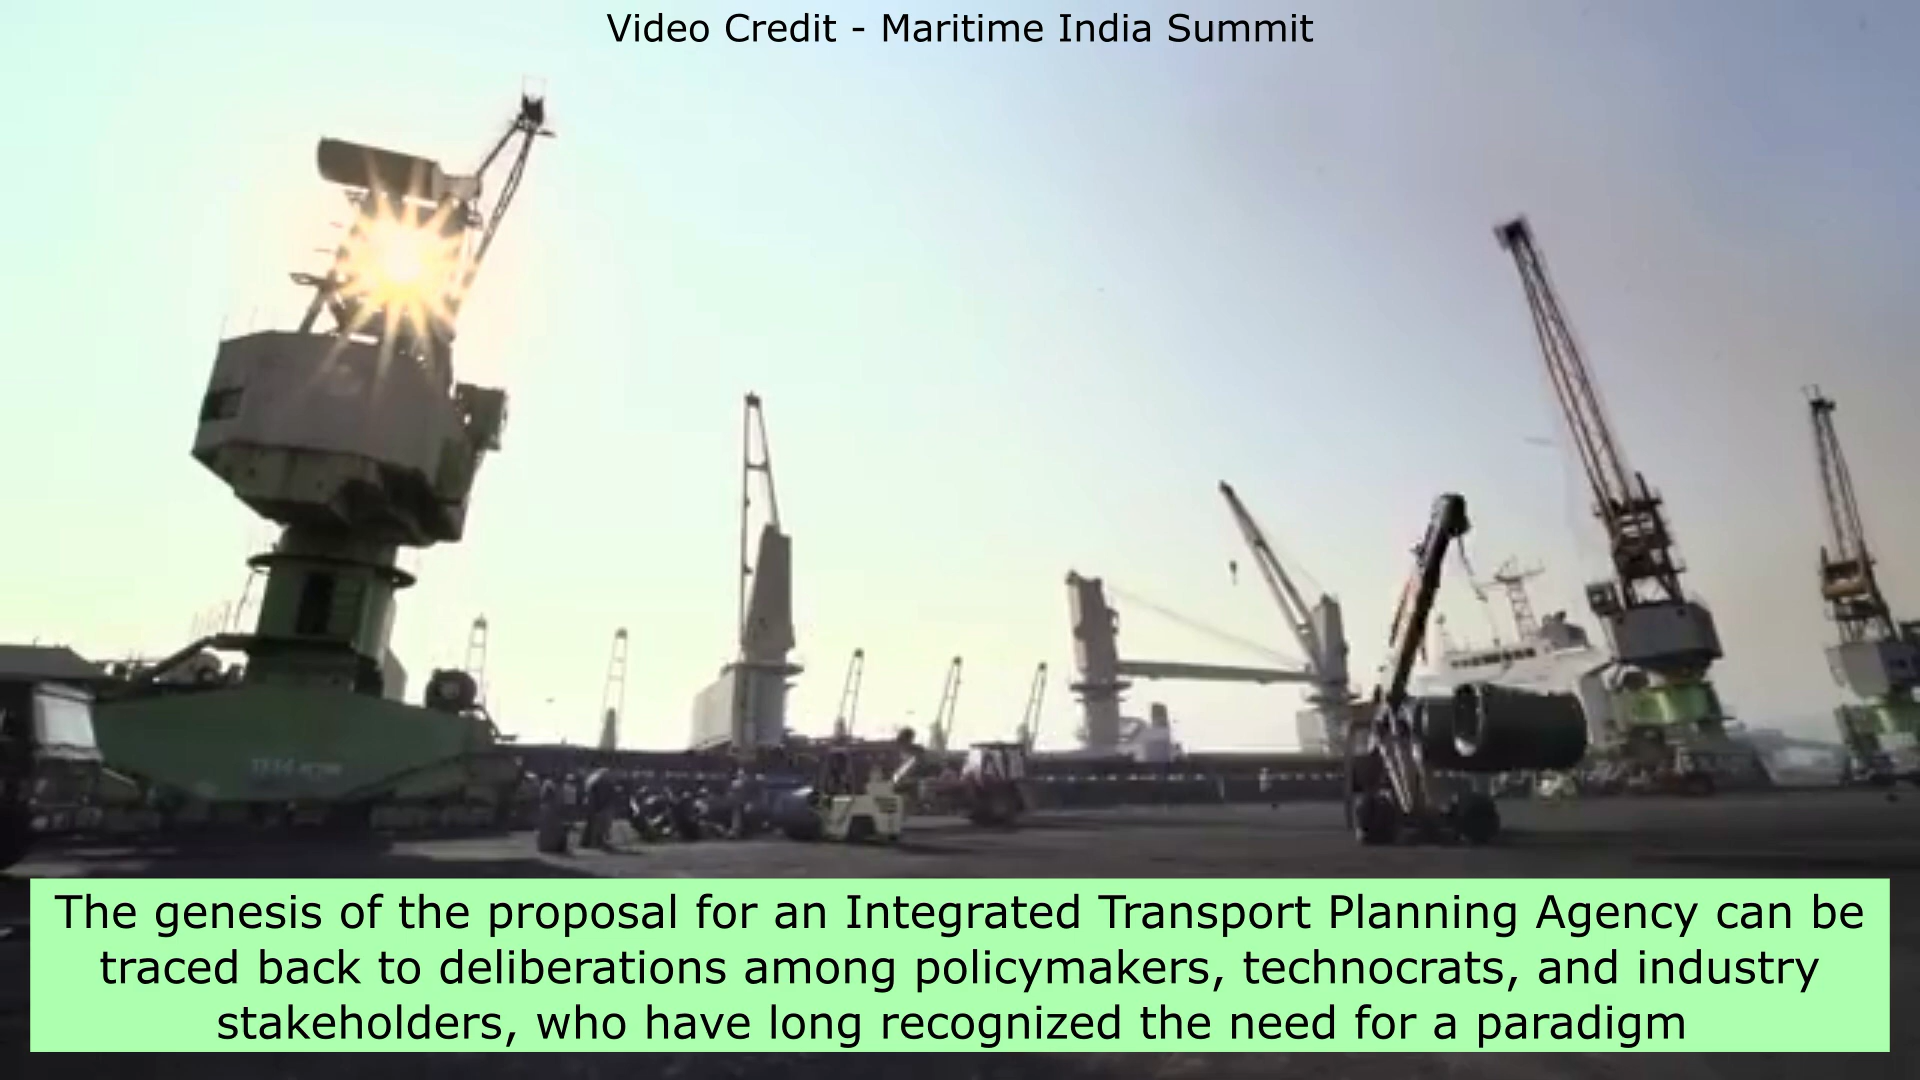 Video Credit - Maritime India Summit
The genesis of the proposal for an Integrated Transport Planning Agency can be
traced back to deliberations among policymakers, technocrats, and industry
stakeholders, who have long recognized the need for a paradigm